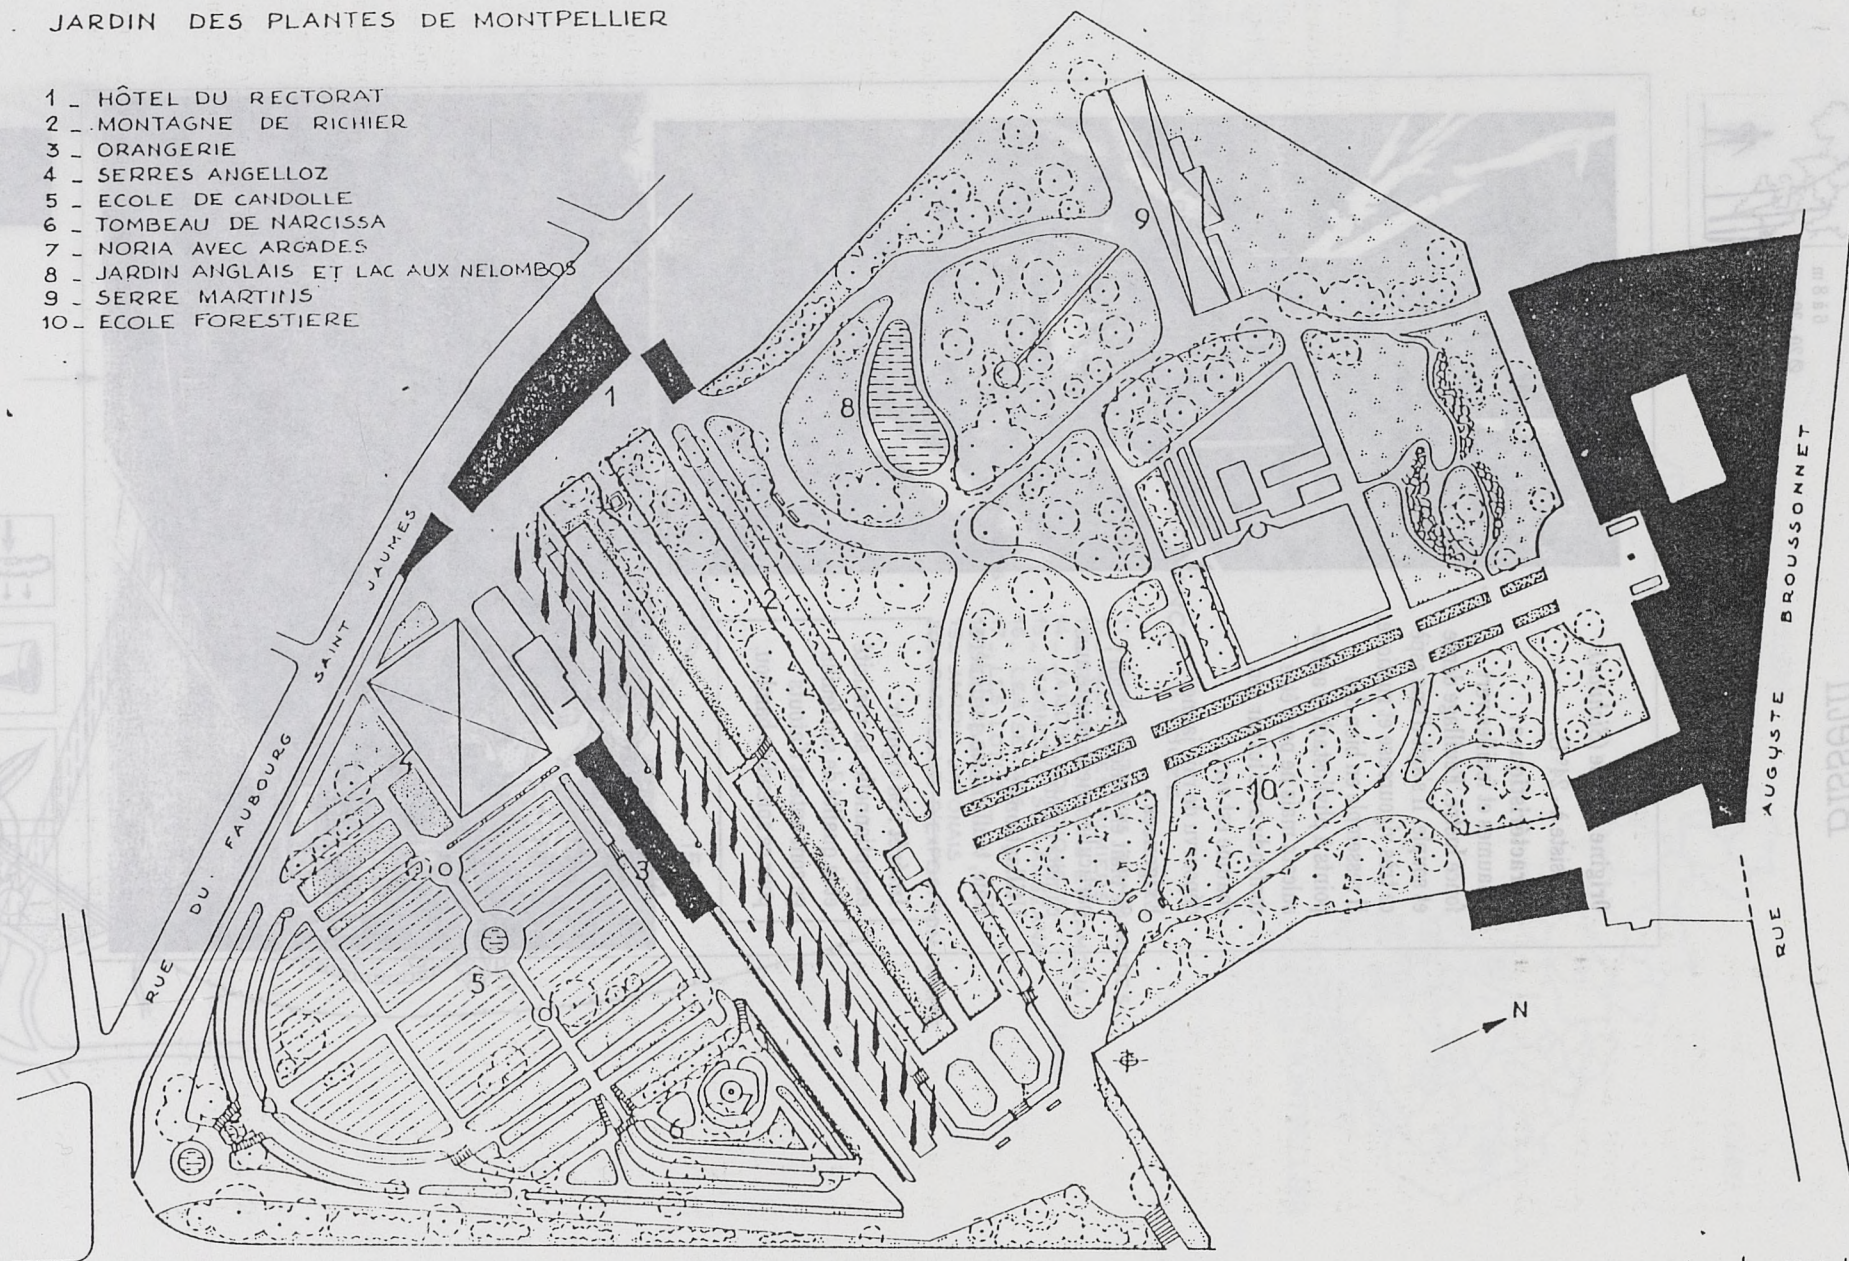 JARDIN DES PLANTES DE MONTPELLIER
1 _ HÔTEL DU RECTORAT
2 _ MONTAGNE DE RICHIER
3 _ ORANGERIE
4 _ SERRES ANGELLOZ
5 _ ECOLE DE CANDOLLE
6 _ TOMBEAU DE NARCISSA
7 _ NORIA AVEC ARCADES
8 _ JARDIN ANGLAIS ET LAC AUX NELOMBOS
9 _ SERRE MARTINS
10 _ ECOLE FORESTIERE
9
1
8
2
3
10
5
7
6
RUE DU FAUBOURG SAINT JAUMES
RUE AUGUSTE BROUSSONNET
N